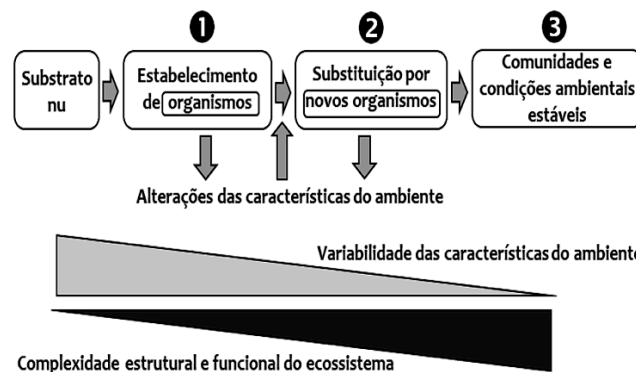 1
2
3
Substrato
nu
Estabelecimento
de organismos
Substituição por
novos organismos
Comunidades e
condições ambientais
estáveis
Alterações das características do ambiente
Variabilidade das características do ambiente
Complexidade estrutural e funcional do ecossistema